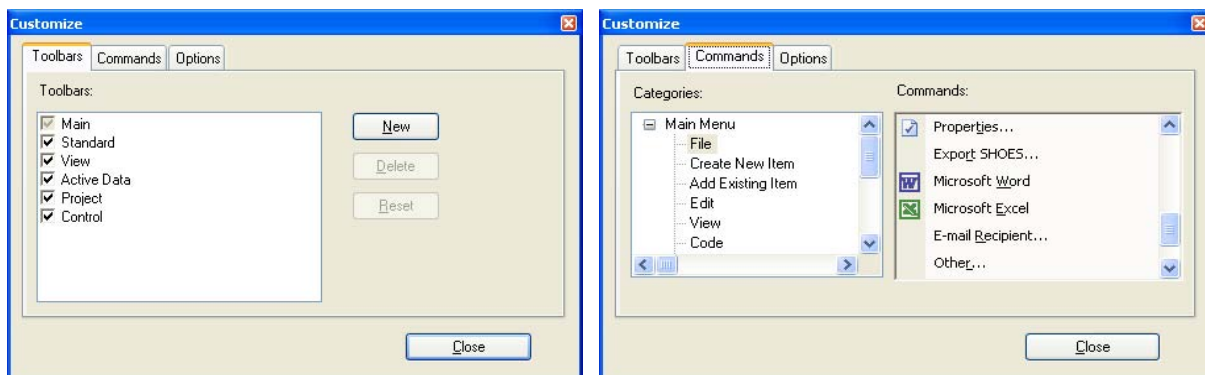 Customize
Toolbars Commands Options
Toolbars:
Main
Standard
View
Active Data
Project
Control
New
Delete
Reset
Close
Customize
Toolbars Commands Options
Categories:
Main Menu
File
Create New Item
Add Existing Item
Edit
View
Code
Commands:
Properties...
Export SHOES...
Microsoft Word
Microsoft Excel
E-mail Recipient...
Other...
Close